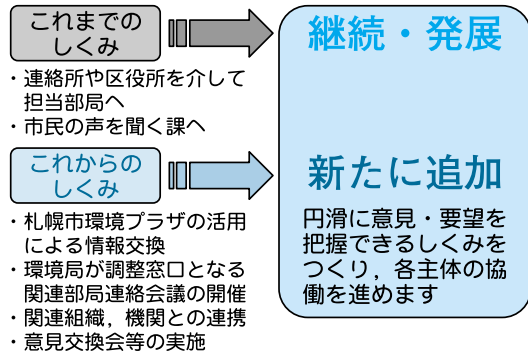 これまでの
しくみ
・連絡所や区役所を介して
担当部局へ
・市民の声を聞く課へ
これからの
しくみ
・札幌市環境プラザの活用
による情報交換
・環境局が調整窓口となる
関連部局連絡会議の開催
・関連組織，機関との連携
・意見交換会等の実施
継続・発展
新たに追加
円滑に意見・要望を
把握できるしくみを
つくり，各主体の協
働を進めます